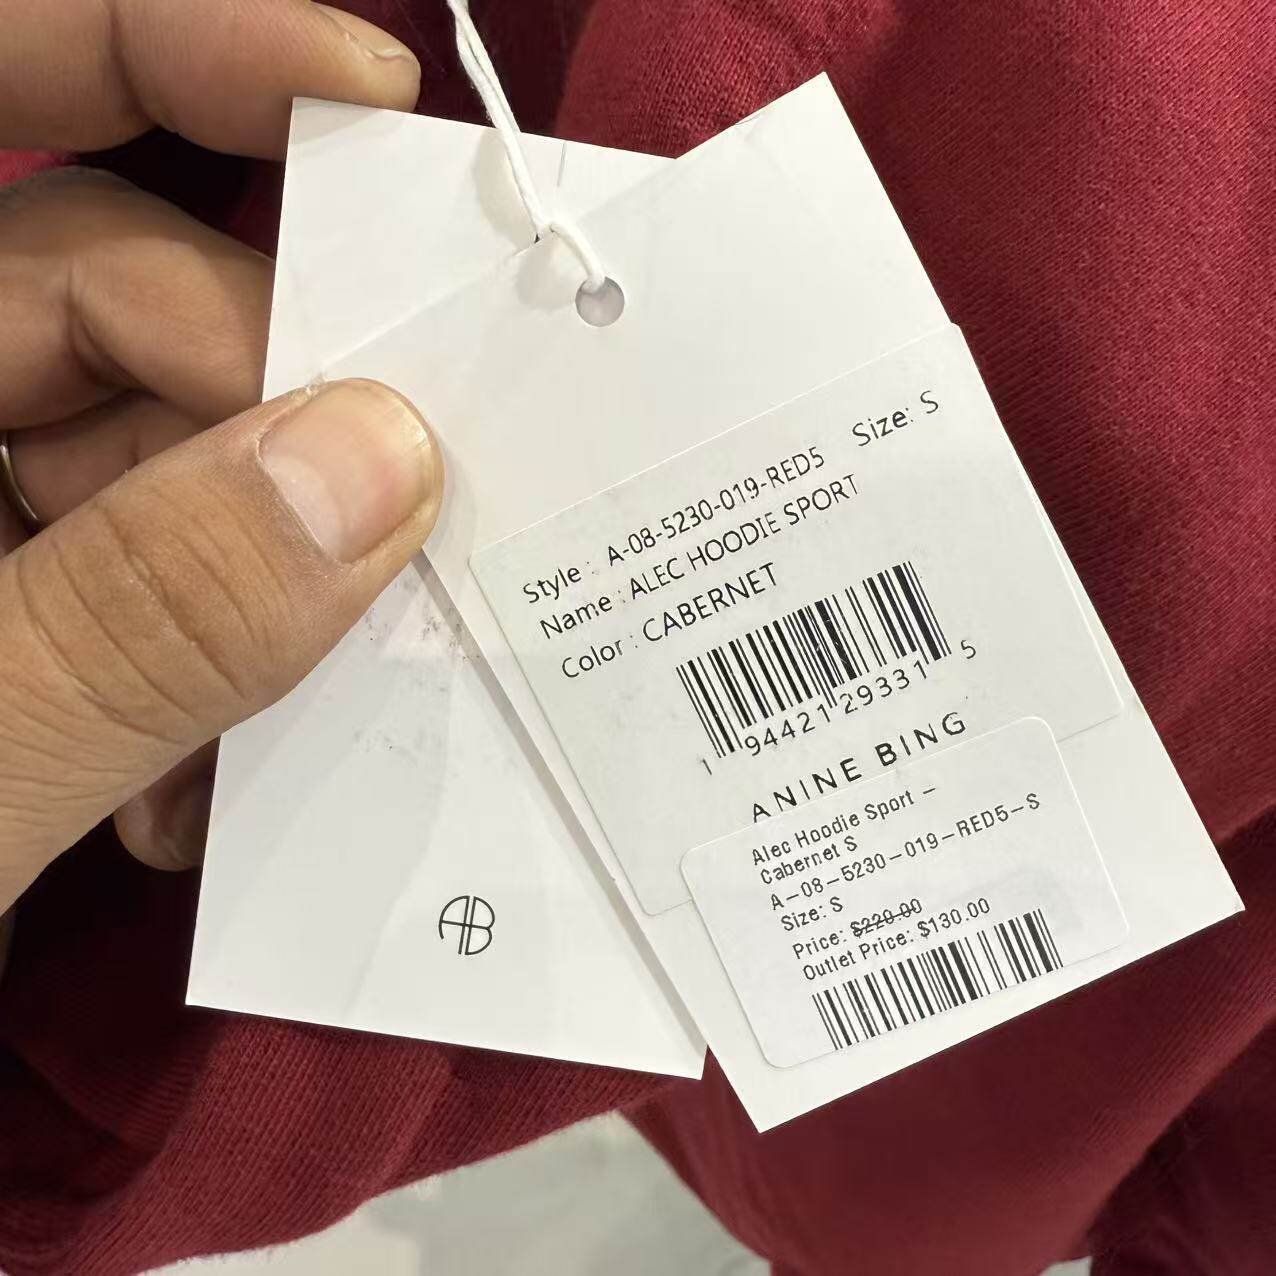 Style : A-08-5230-019-RED5 Size: S
Name : ALEC HOODIE SPORT
Color : CABERNET
1 94421 29331 5
ANINE BING
Alec Hoodie Sport –
Cabernet S
A–08–5230–019–RED5–S
Size: S
Price: $220.00
Outlet Price: $130.00
AB